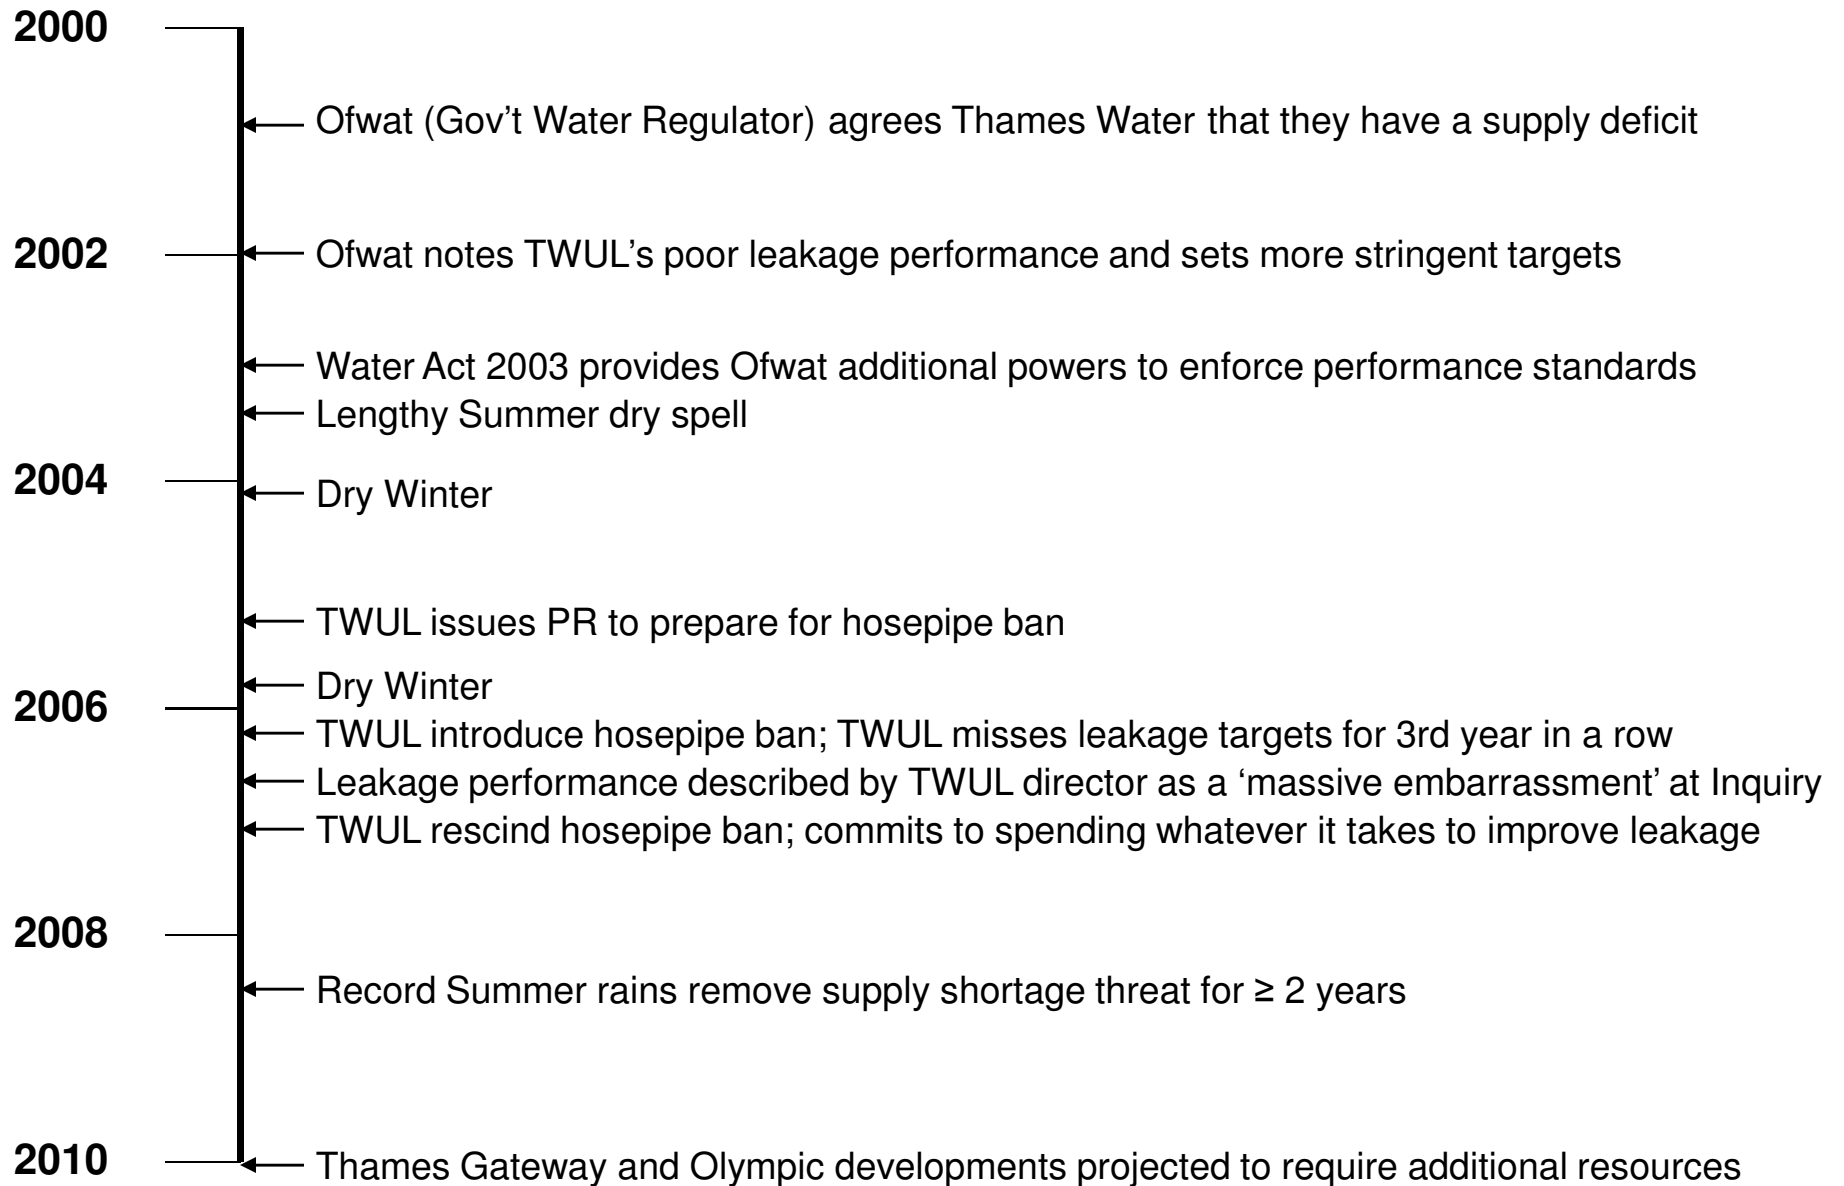 2000
Ofwat (Gov't Water Regulator) agrees Thames Water that they have a supply deficit
2002
Ofwat notes TWUL's poor leakage performance and sets more stringent targets
Water Act 2003 provides Ofwat additional powers to enforce performance standards
Lengthy Summer dry spell
2004
Dry Winter
TWUL issues PR to prepare for hosepipe ban
Dry Winter
2006
TWUL introduce hosepipe ban; TWUL misses leakage targets for 3rd year in a row
Leakage performance described by TWUL director as a ‘massive embarrassment’ at Inquiry
TWUL rescind hosepipe ban; commits to spending whatever it takes to improve leakage
2008
Record Summer rains remove supply shortage threat for ≥ 2 years
2010
Thames Gateway and Olympic developments projected to require additional resources